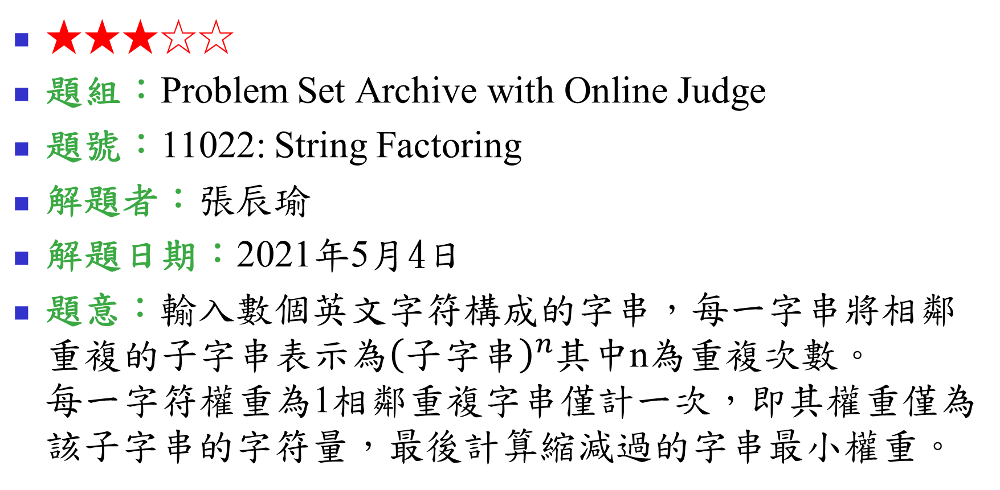 ★★★☆☆
題組：Problem Set Archive with Online Judge
題號：11022: String Factoring
解題者：張辰瑜
解題日期：2021年5月4日
題意：輸入數個英文字符構成的字串，每一字串將相鄰
重複的子字串表示為(子字串)ⁿ其中n為重複次數。
每一字符權重為1相鄰重複字串僅計一次，即其權重僅為
該子字串的字符量，最後計算縮減過的字串最小權重。